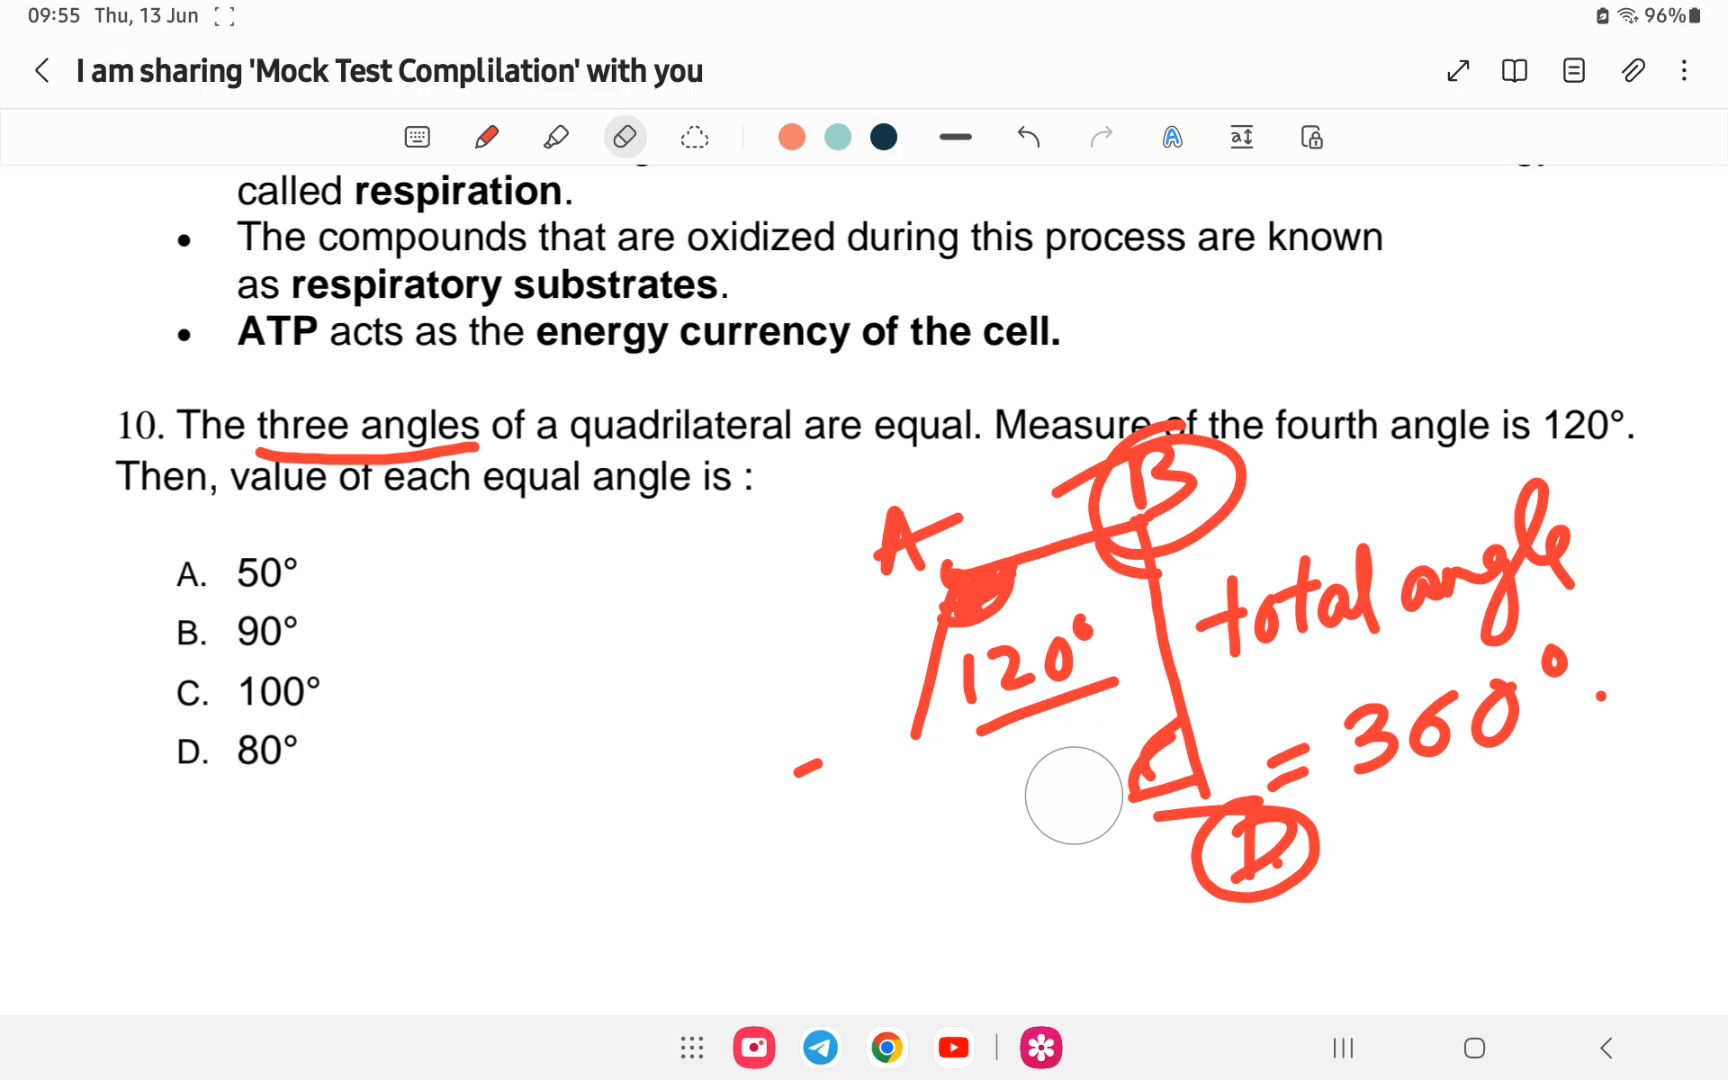 09:55 Thu, 13 Jun
96%
I am sharing 'Mock Test Complilation' with you
called respiration.
• The compounds that are oxidized during this process are known
as respiratory substrates.
• ATP acts as the energy currency of the cell.
10. The three angles of a quadrilateral are equal. Measure of the fourth angle is 120°.
Then, value of each equal angle is :
A. 50°
B. 90°
C. 100°
D. 80°
A
B
120°
total angle
= 360°.
D